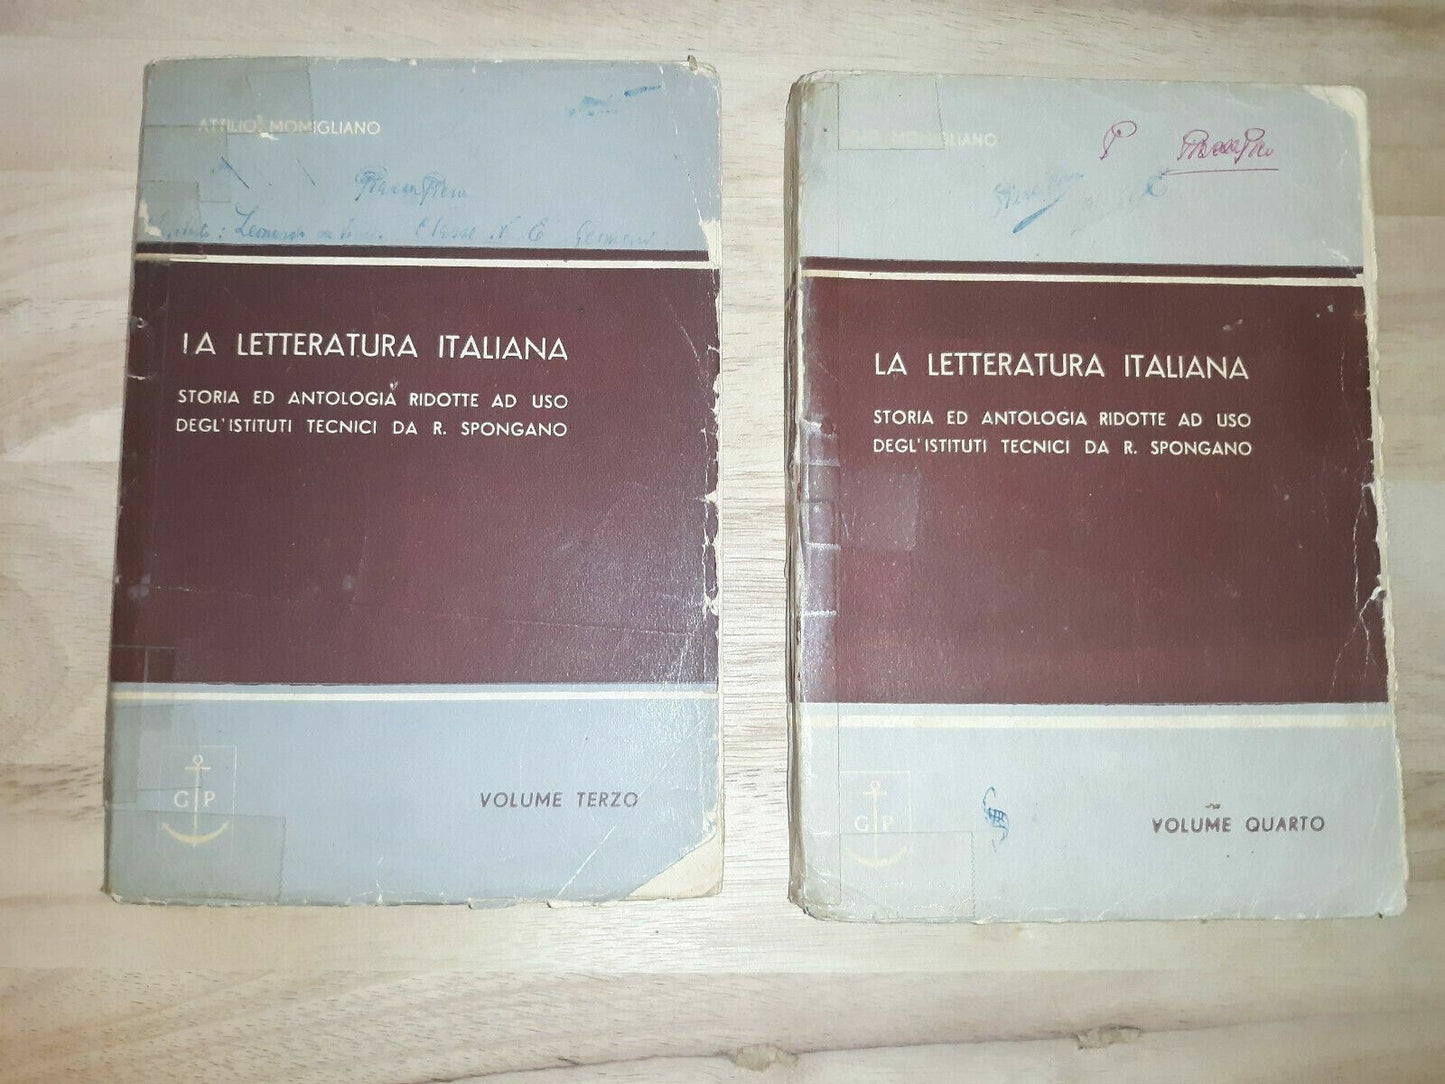 ATTILIO MOMIGLIANO
Classe
LA LETTERATURA ITALIANA
STORIA ED ANTOLOGIA RIDOTTE AD USO
DEGL'ISTITUTI TECNICI DA R. SPONGANO
G P
VOLUME TERZO
MOMIGLIANO
P
LA LETTERATURA ITALIANA
STORIA ED ANTOLOGIA RIDOTTE AD USO
DEGL'ISTITUTI TECNICI DA R. SPONGANO
G P
VOLUME QUARTO